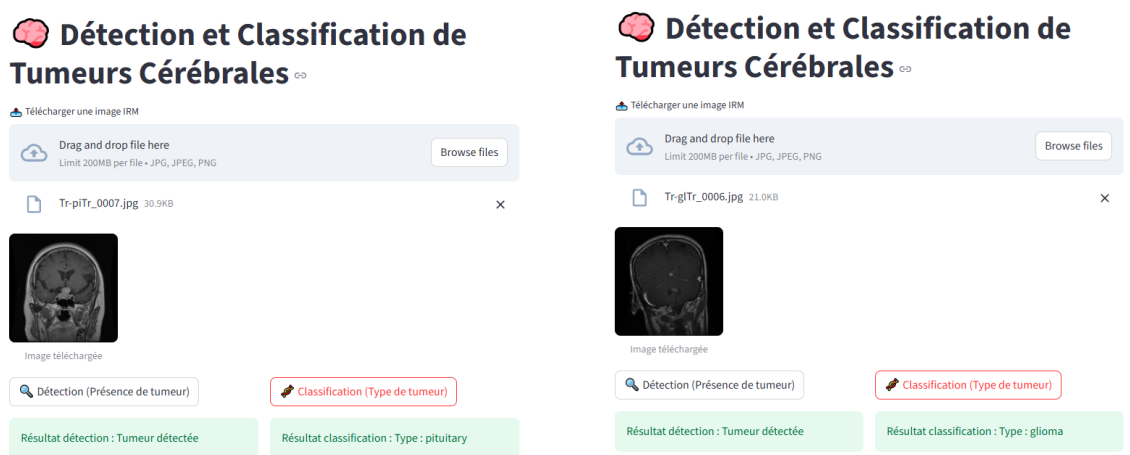 Détection et Classification de
Tumeurs Cérébrales
Télécharger une image IRM
Drag and drop file here
Limit 200MB per file • JPG, JPEG, PNG
Browse files
Tr-piTr_0007.jpg 30.9KB
Image téléchargée
Détection (Présence de tumeur)
Classification (Type de tumeur)
Résultat détection : Tumeur détectée
Résultat classification : Type : pituitary
Détection et Classification de
Tumeurs Cérébrales
Télécharger une image IRM
Drag and drop file here
Limit 200MB per file • JPG, JPEG, PNG
Browse files
Tr-glTr_0006.jpg 21.0KB
Image téléchargée
Détection (Présence de tumeur)
Classification (Type de tumeur)
Résultat détection : Tumeur détectée
Résultat classification : Type : glioma